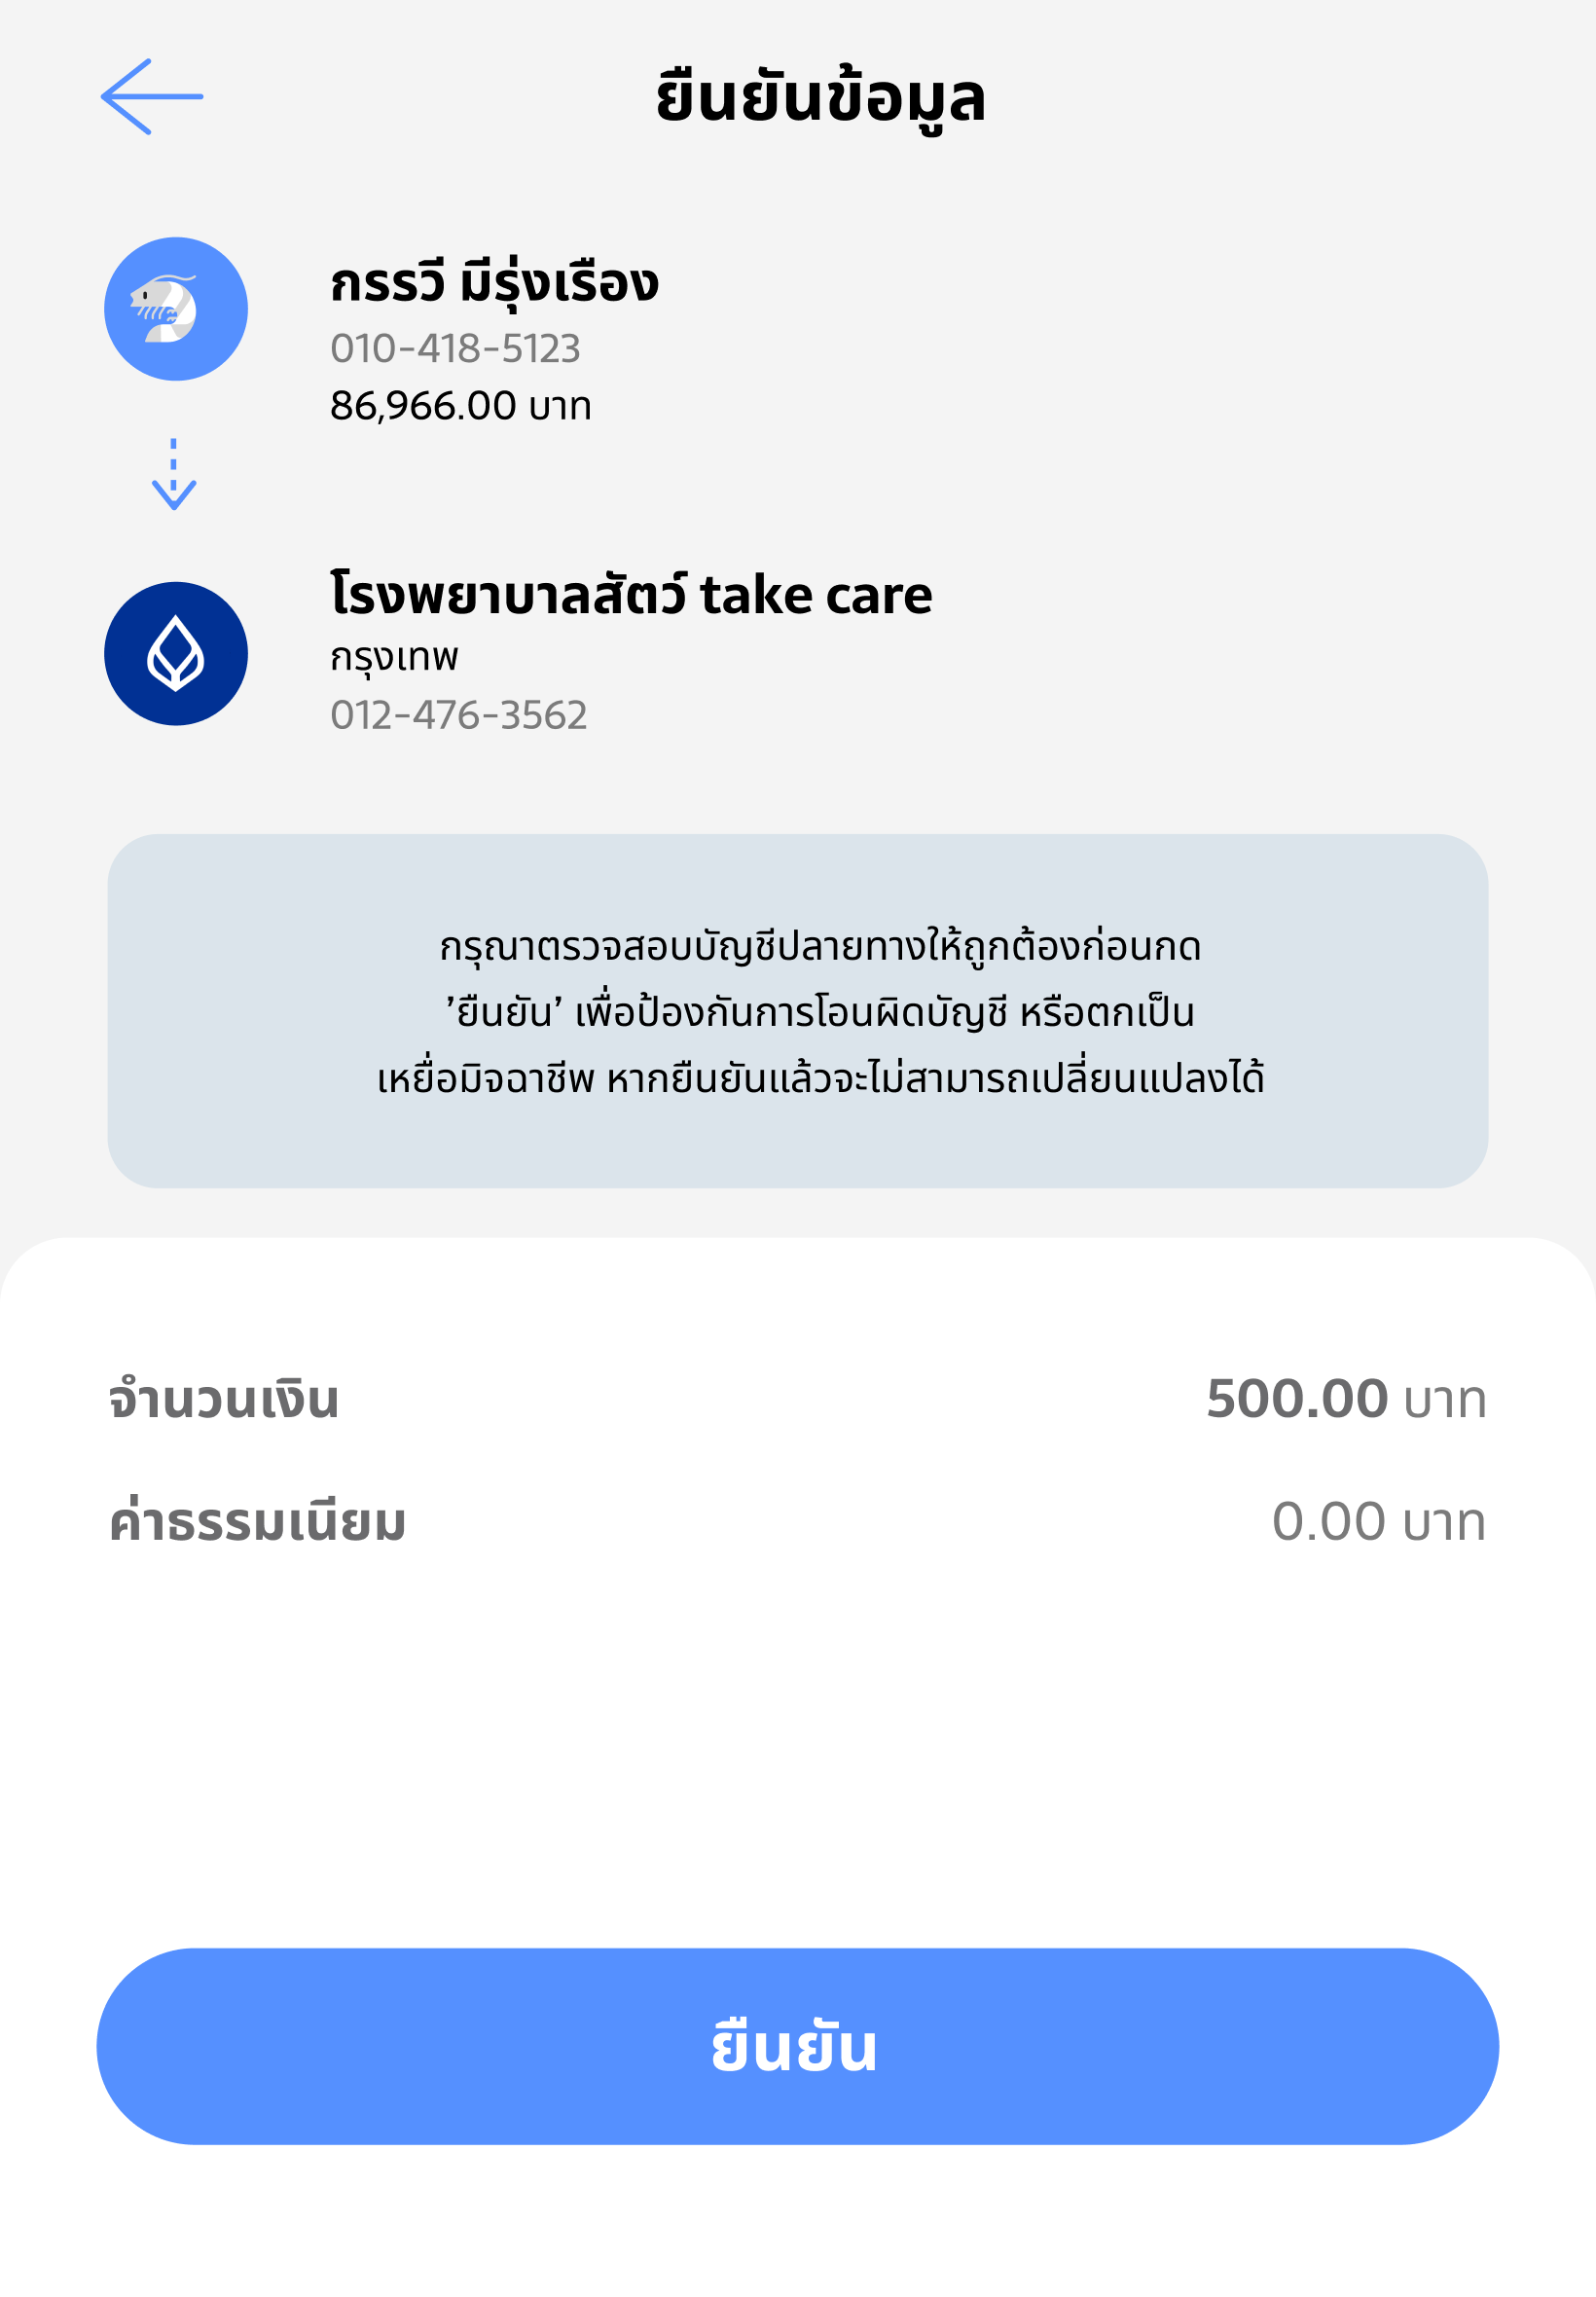 ยืนยันข้อมูล
กรรวี มีรุ่งเรือง
010-418-5123
86,966.00 บาท
โรงพยาบาลสัตว์ take care
กรุงเทพ
012-476-3562
กรุณาตรวจสอบบัญชีปลายทางให้ถูกต้องก่อนกด
’ยืนยัน’ เพื่อป้องกันการโอนผิดบัญชี หรือตกเป็น
เหยื่อมิจฉาชีพ หากยืนยันแล้วจะไม่สามารถเปลี่ยนแปลงได้
จำนวนเงิน 500.00 บาท
ค่าธรรมเนียม 0.00 บาท
ยืนยัน